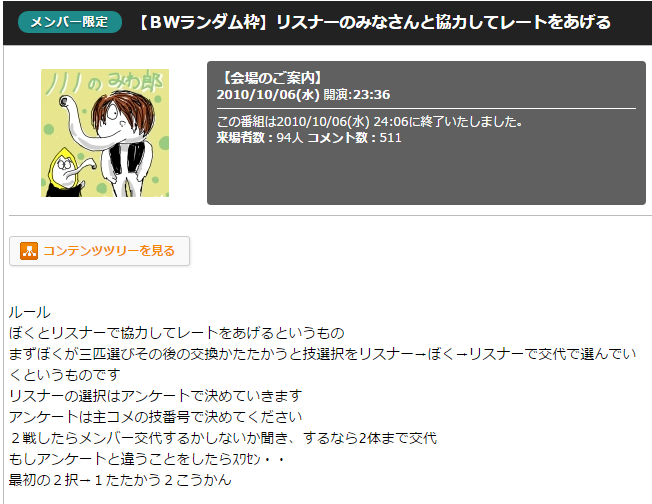 メンバー限定 【BWランダム枠】リスナーのみなさんと協力してレートをあげる
ノノノの みわ郎
【会場のご案内】
2010/10/06(水) 開演:23:36
この番組は2010/10/06(水) 24:06に終了いたしました。
来場者数：94人 コメント数：511
コンテンツツリーを見る
ルール
ぼくとリスナーで協力してレートをあげるというもの
まずぼくが三匹選びその後の交換かたたかうと技選択をリスナー→ぼく→リスナーで交代で選んでい
くというものです
リスナーの選択はアンケートで決めていきます
アンケートは主コメの技番号で決めてください
２戦したらメンバー交代するかしないか聞き、するなら2体まで交代
もしアンケートと違うことをしたらｽﾜｾﾝ・・
最初の２択→１たたかう２こうかん